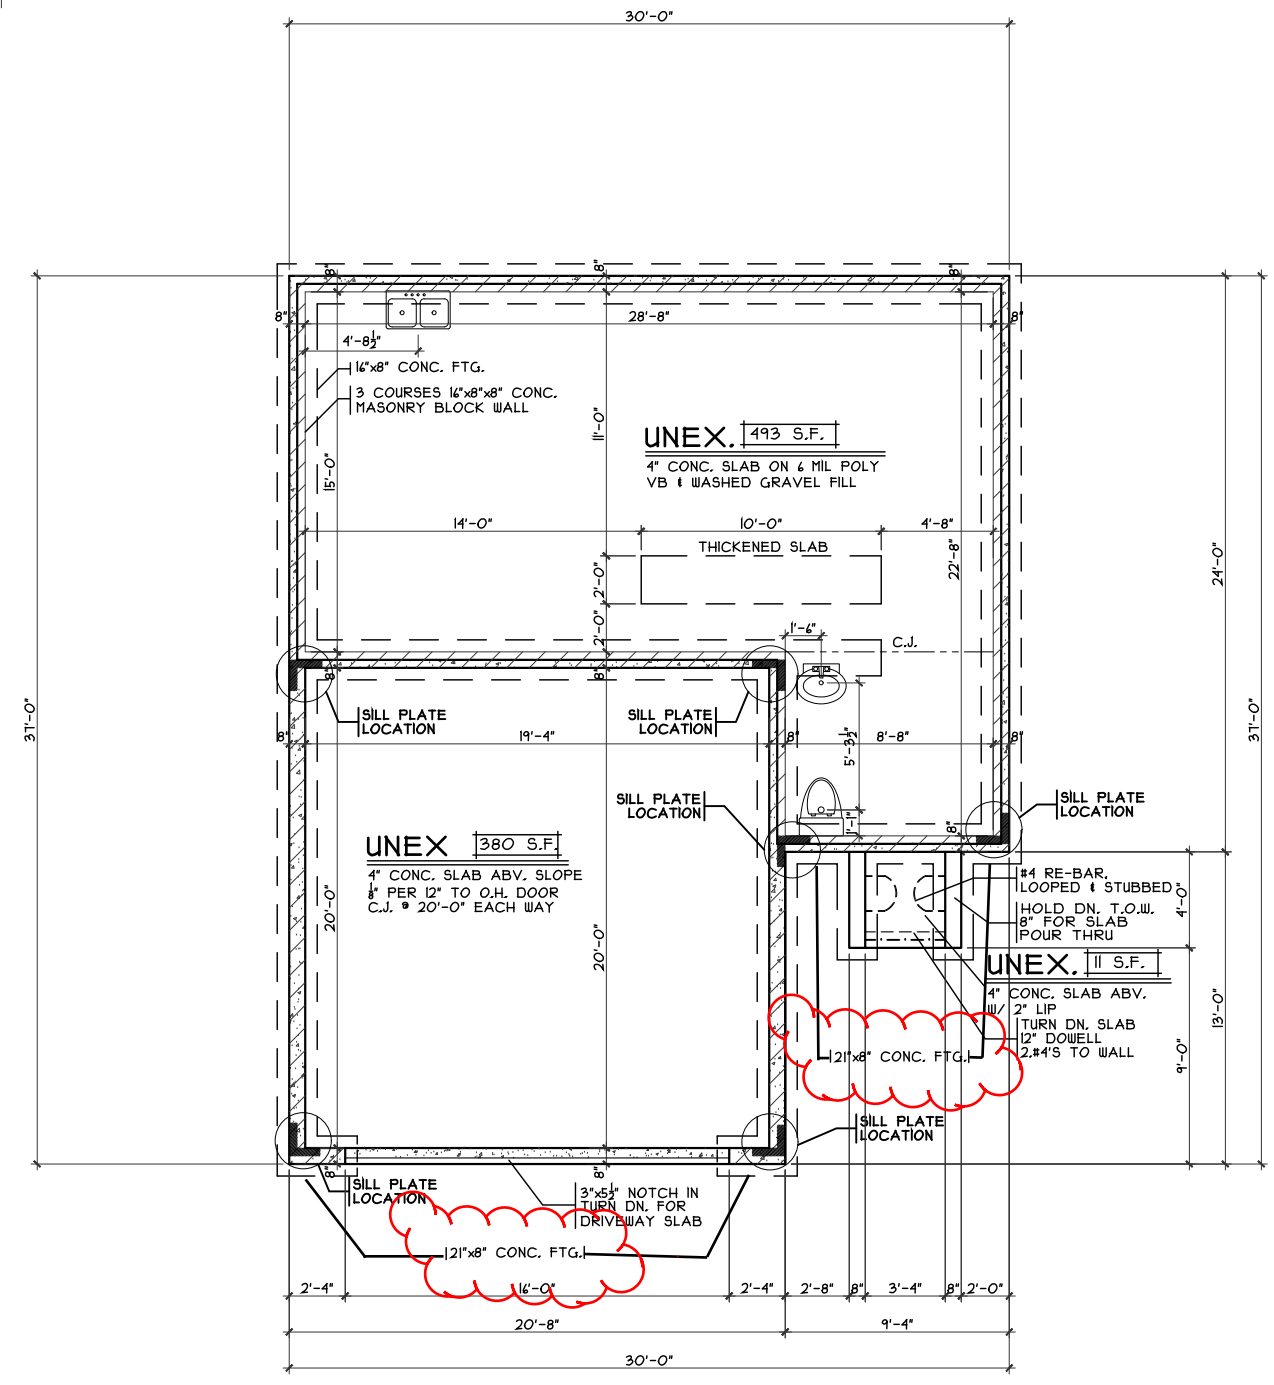 30'-0"
8"
8"
8"
8"
28'-8"
8"
4'-8½"
16"x8" CONC. FTG.
3 COURSES 16"x8"x8" CONC.
MASONRY BLOCK WALL
11'-0"
UNEX. 493 S.F.
4" CONC. SLAB ON 6 MIL POLY
VB & WASHED GRAVEL FILL
15'-0"
14'-0"
10'-0"
4'-8"
THICKENED SLAB
22'-8"
24'-0"
2'-0"
2'-0"
1'-6"
C.J.
8"
8"
SILL PLATE
LOCATION
SILL PLATE
LOCATION
37'-0"
37'-0"
8"
19'-4"
8"
8'-8"
8"
5'-3½"
SILL PLATE
LOCATION
SILL PLATE
LOCATION
1'-1"
8"
UNEX 380 S.F.
4" CONC. SLAB ABV. SLOPE
⅛" PER 12" TO O.H. DOOR
C.J. @ 20'-0" EACH WAY
20'-0"
20'-0"
#4 RE-BAR,
LOOPED & STUBBED
4'-0"
HOLD DN. T.O.W.
8" FOR SLAB
POUR THRU
UNEX. 11 S.F.
4" CONC. SLAB ABV.
W/ 2" LIP
TURN DN. SLAB
12" DOWELL
2.#4'S TO WALL
13'-0"
9'-0"
21"x8" CONC. FTG.
SILL PLATE
LOCATION
8"
8"
SILL PLATE
LOCATION
3"x5½" NOTCH IN
TURN DN. FOR
DRIVEWAY SLAB
21"x8" CONC. FTG.
2'-4"
16'-0"
2'-4"
2'-8"
8"
3'-4"
8"
2'-0"
20'-8"
9'-4"
30'-0"